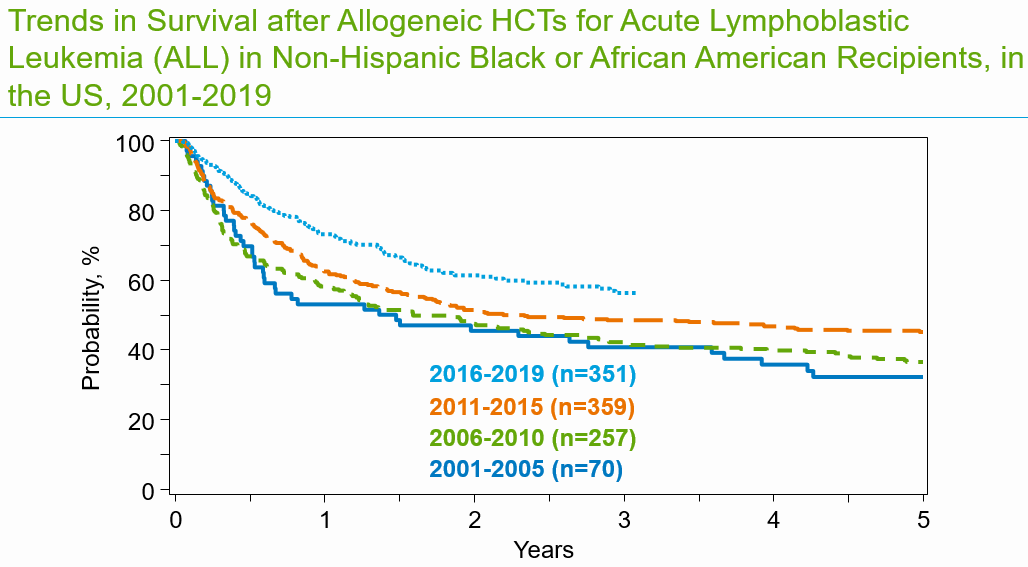 Trends in Survival after Allogeneic HCTs for Acute Lymphoblastic
Leukemia (ALL) in Non-Hispanic Black or African American Recipients, in
the US, 2001-2019
100
80
60
40
20
0
Probability, %
2016-2019 (n=351)
2011-2015 (n=359)
2006-2010 (n=257)
2001-2005 (n=70)
0 1 2 3 4 5
Years